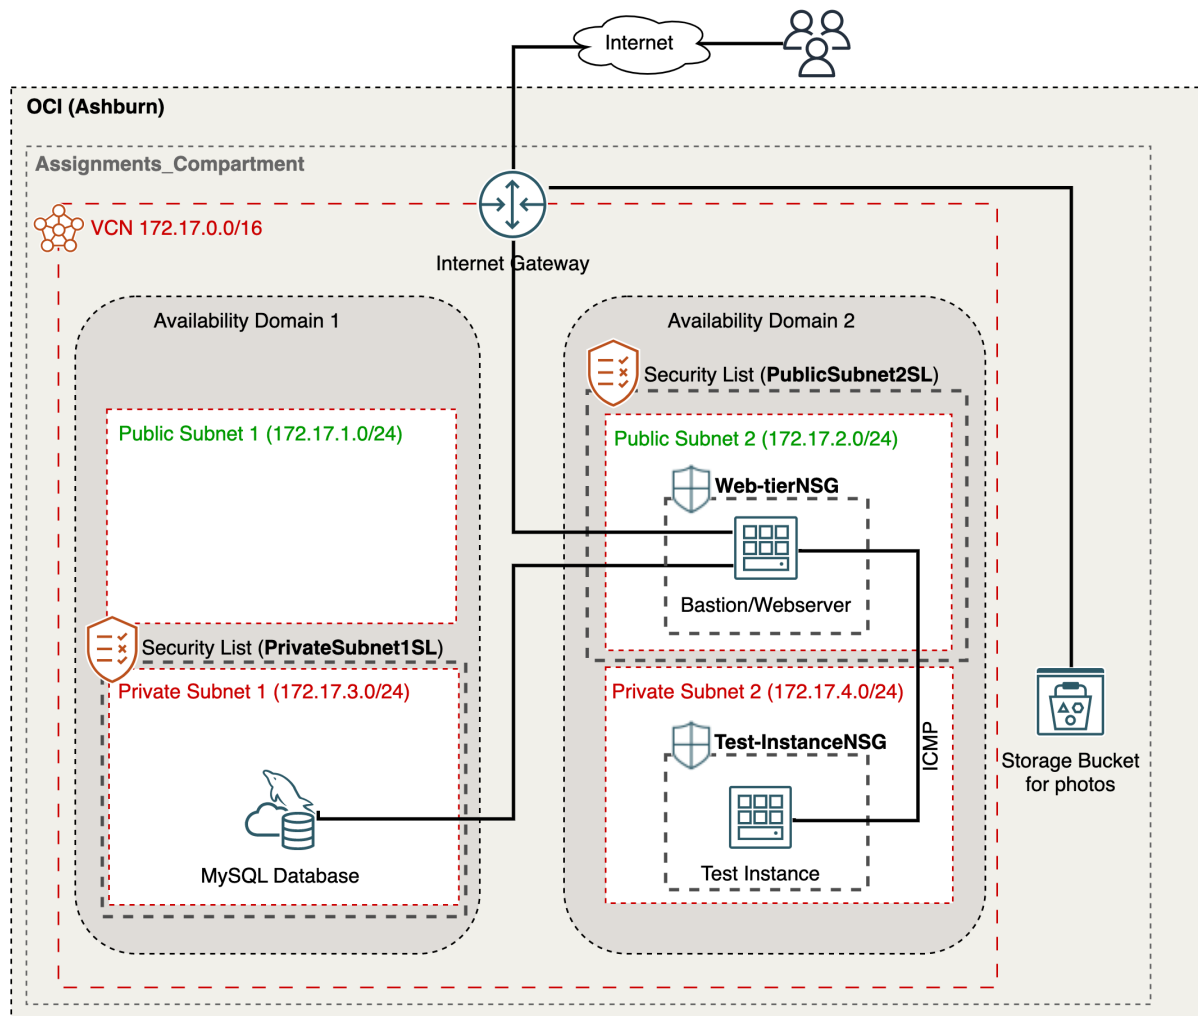 Internet
OCI (Ashburn)
Assignments_Compartment
VCN 172.17.0.0/16
Internet Gateway
Availability Domain 1
Availability Domain 2
Security List (PublicSubnet2SL)
Public Subnet 1 (172.17.1.0/24)
Public Subnet 2 (172.17.2.0/24)
Web-tierNSG
Bastion/Webserver
Security List (PrivateSubnet1SL)
Private Subnet 1 (172.17.3.0/24)
Private Subnet 2 (172.17.4.0/24)
Test-InstanceNSG
ICMP
Storage Bucket
for photos
MySQL Database
Test Instance